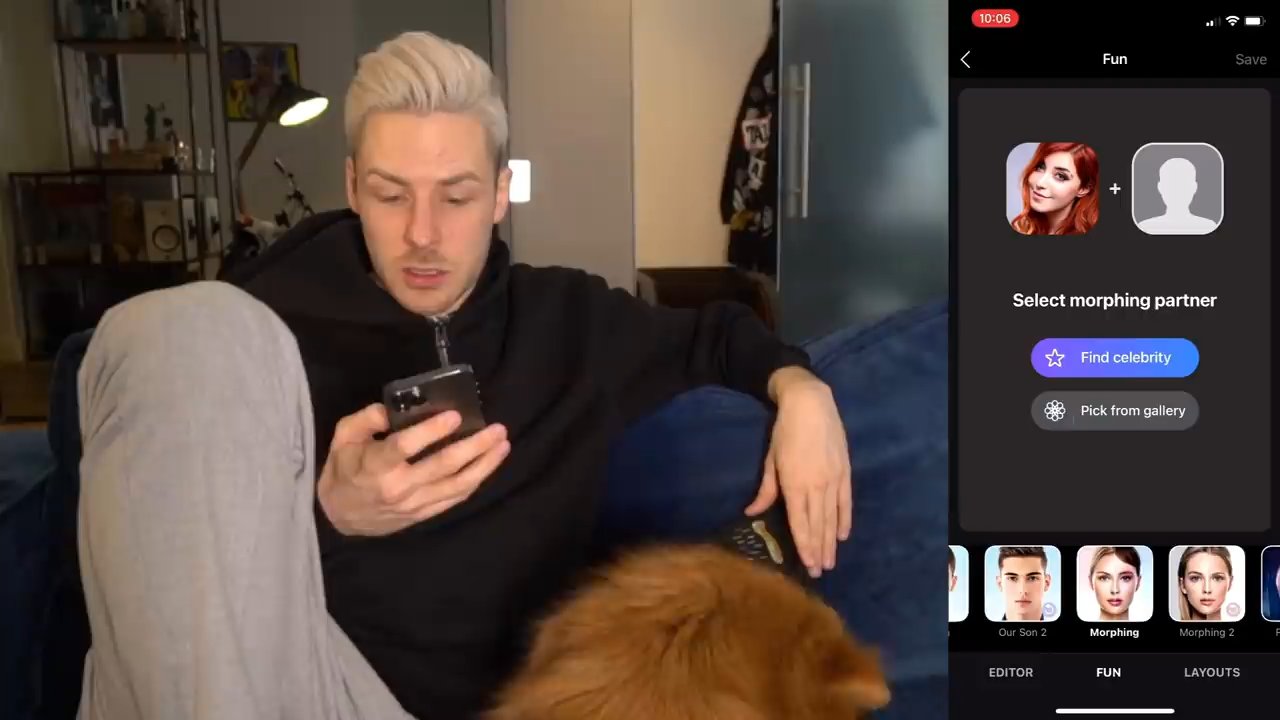 10:06
Fun
Save
+
Select morphing partner
Find celebrity
Pick from gallery
Our Son 2
Morphing
Morphing 2
EDITOR
FUN
LAYOUTS
TAT